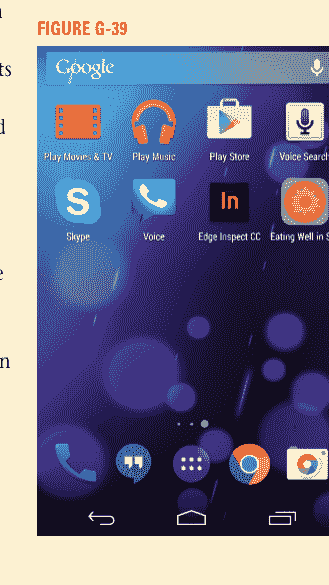 FIGURE G-39
ts
d
e
n
Google
Play Movies & TV Play Music Play Store Voice Search
Skype Voice Edge Inspect CC Eating Well in S
In